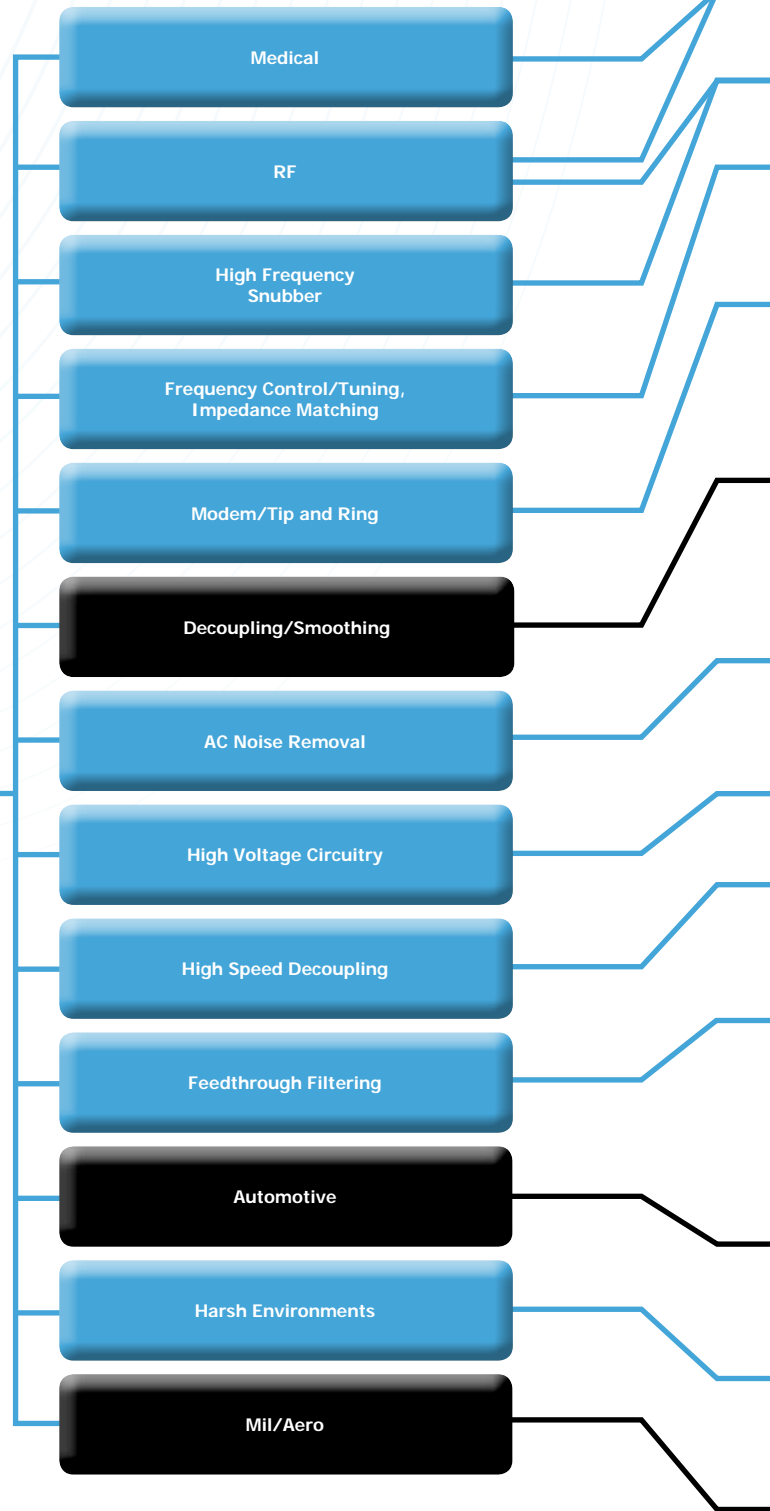 Medical
RF
High Frequency
Snubber
Frequency Control/Tuning,
Impedance Matching
Modem/Tip and Ring
Decoupling/Smoothing
AC Noise Removal
High Voltage Circuitry
High Speed Decoupling
Feedthrough Filtering
Automotive
Harsh Environments
Mil/Aero